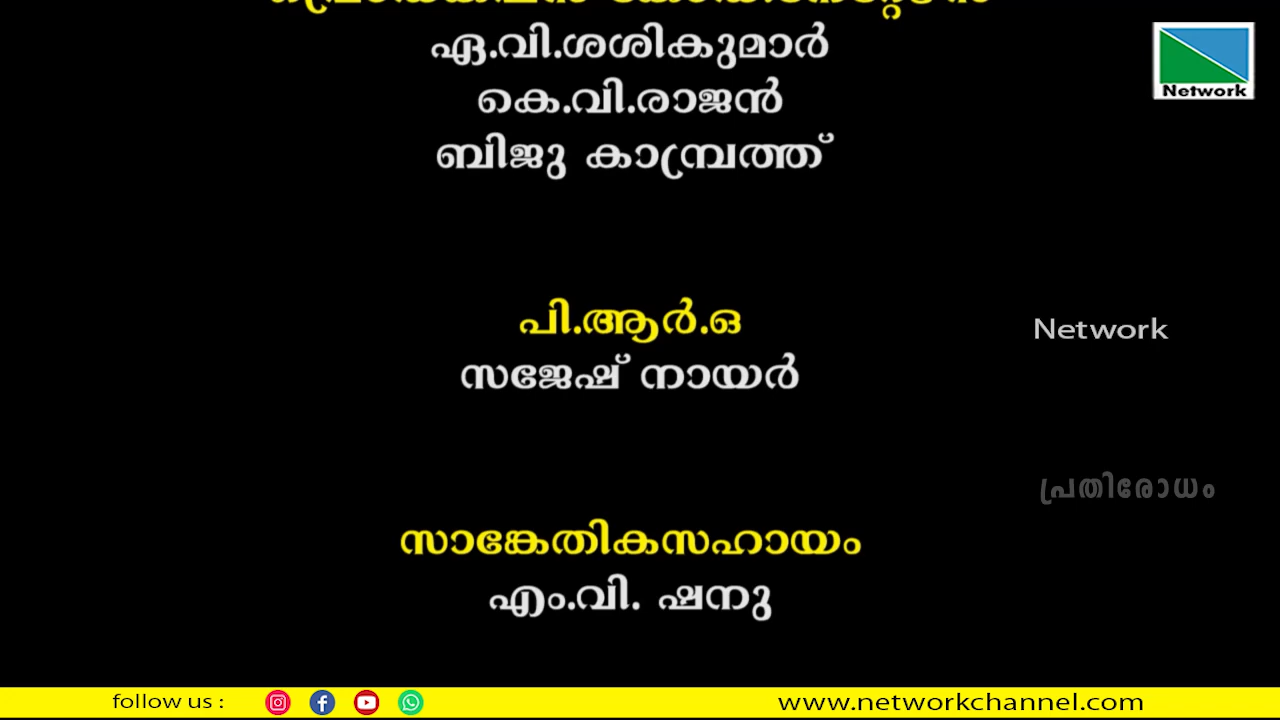 ഏ.വി.ശശികുമാർ
കെ.വി.രാജൻ
ബിജു കാമ്പ്രത്ത്
Network
പി.ആർ.ഒ
സജേഷ് നായർ
Network
പ്രതിരോധം
സാങ്കേതികസഹായം
എം.വി. ഷനു
follow us :
www.networkchannel.com